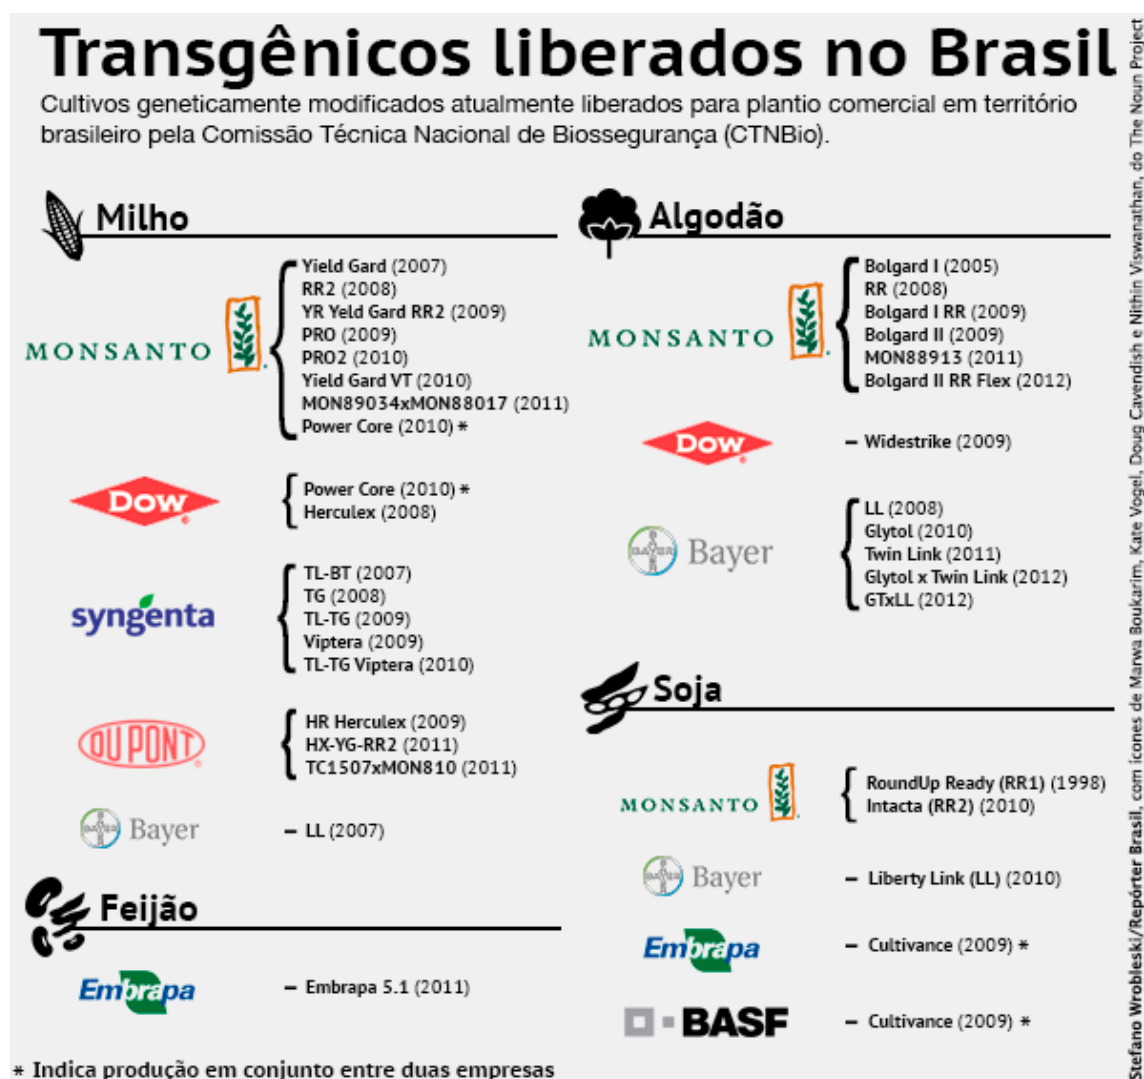 Transgênicos liberados no Brasil
Cultivos geneticamente modificados atualmente liberados para plantio comercial em território
brasileiro pela Comissão Técnica Nacional de Biossegurança (CTNBio).
Milho
MONSANTO
Yield Gard (2007)
RR2 (2008)
YR Yeld Gard RR2 (2009)
PRO (2009)
PRO2 (2010)
Yield Gard VT (2010)
MON89034xMON88017 (2011)
Power Core (2010) *
Dow
Power Core (2010) *
Herculex (2008)
syngenta
TL-BT (2007)
TG (2008)
TL-TG (2009)
Viptera (2009)
TL-TG Viptera (2010)
DUPONT
HR Herculex (2009)
HX-YG-RR2 (2011)
TC1507xMON810 (2011)
BAYER Bayer
– LL (2007)
Feijão
Embrapa
– Embrapa 5.1 (2011)
* Indica produção em conjunto entre duas empresas
Algodão
MONSANTO
Bolgard I (2005)
RR (2008)
Bolgard I RR (2009)
Bolgard II (2009)
MON88913 (2011)
Bolgard II RR Flex (2012)
Dow
– Widestrike (2009)
BAYER Bayer
LL (2008)
Glytol (2010)
Twin Link (2011)
Glytol x Twin Link (2012)
GTxLL (2012)
Soja
MONSANTO
RoundUp Ready (RR1) (1998)
Intacta (RR2) (2010)
BAYER Bayer
– Liberty Link (LL) (2010)
Embrapa
– Cultivance (2009) *
BASF
– Cultivance (2009) *
Stefano Wrobleski/Repórter Brasil, com ícones de Marwa Boukarim, Kate Vogel, Doug Cavendish e Nithin Viswanathan, do The Noun Project